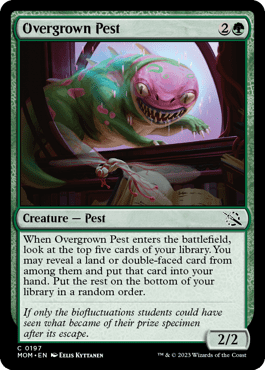 Overgrown Pest 2
Creature — Pest
When Overgrown Pest enters the battlefield,
look at the top five cards of your library. You
may reveal a land or double-faced card from
among them and put that card into your
hand. Put the rest on the bottom of your
library in a random order.
If only the biofluctuations students could have
seen what became of their prize specimen
after its escape.
2/2
C 0197
MOM • EN EELIS KYTTANEN
™ & © 2023 Wizards of the Coast